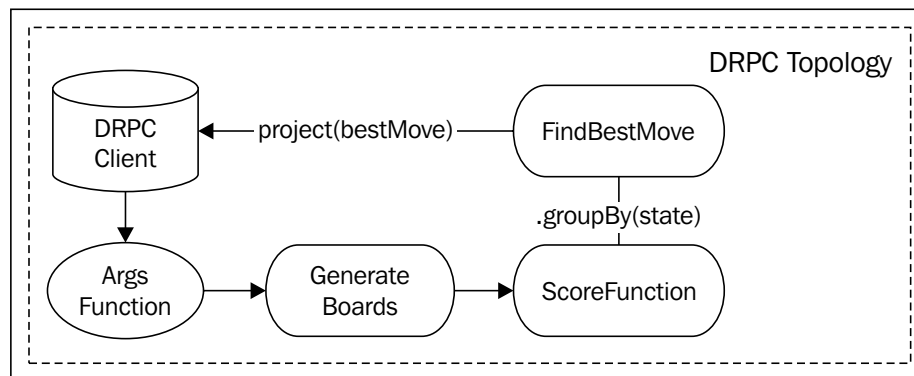 DRPC Topology
DRPC
Client
project(bestMove)
FindBestMove
.groupBy(state)
Args
Function
Generate
Boards
ScoreFunction